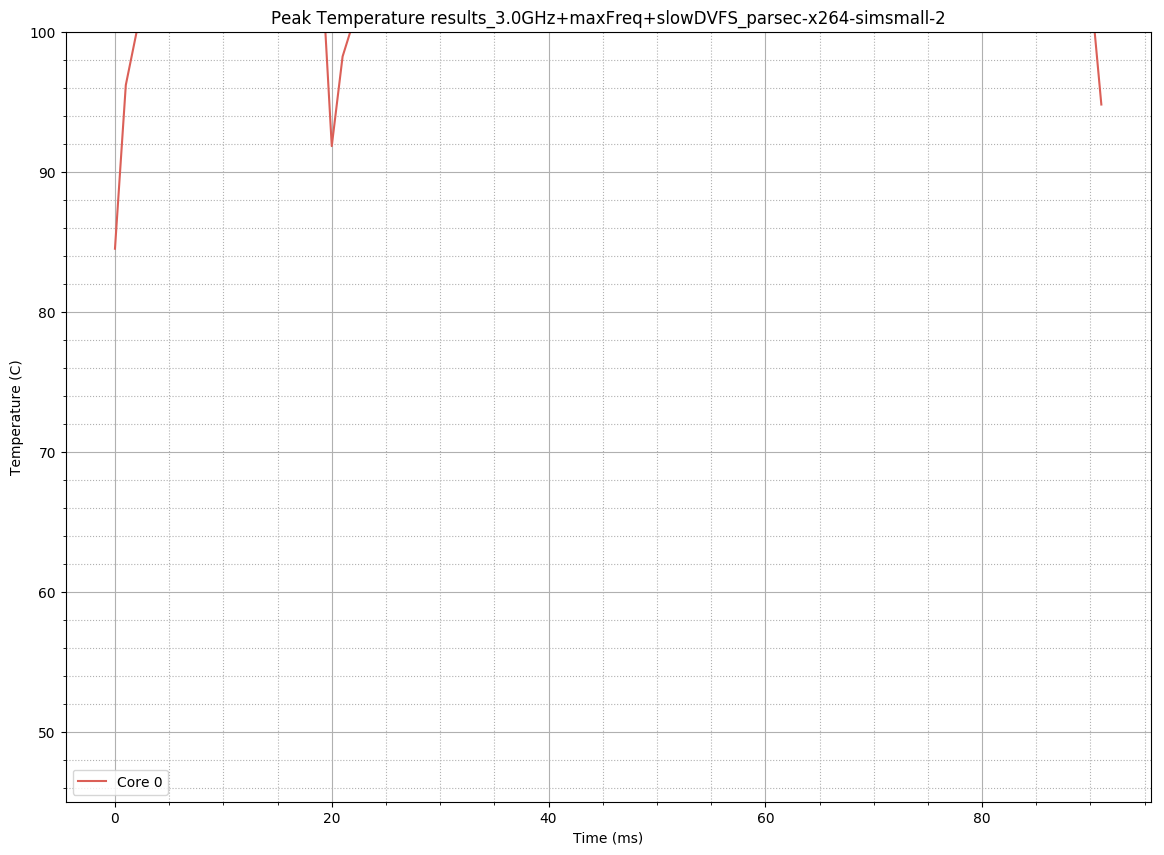 Peak Temperature results_3.0GHz+maxFreq+slowDVFS_parsec-x264-simsmall-2
100
90
80
70
60
50
Temperature (C)
Core 0
0 20 40 60 80
Time (ms)